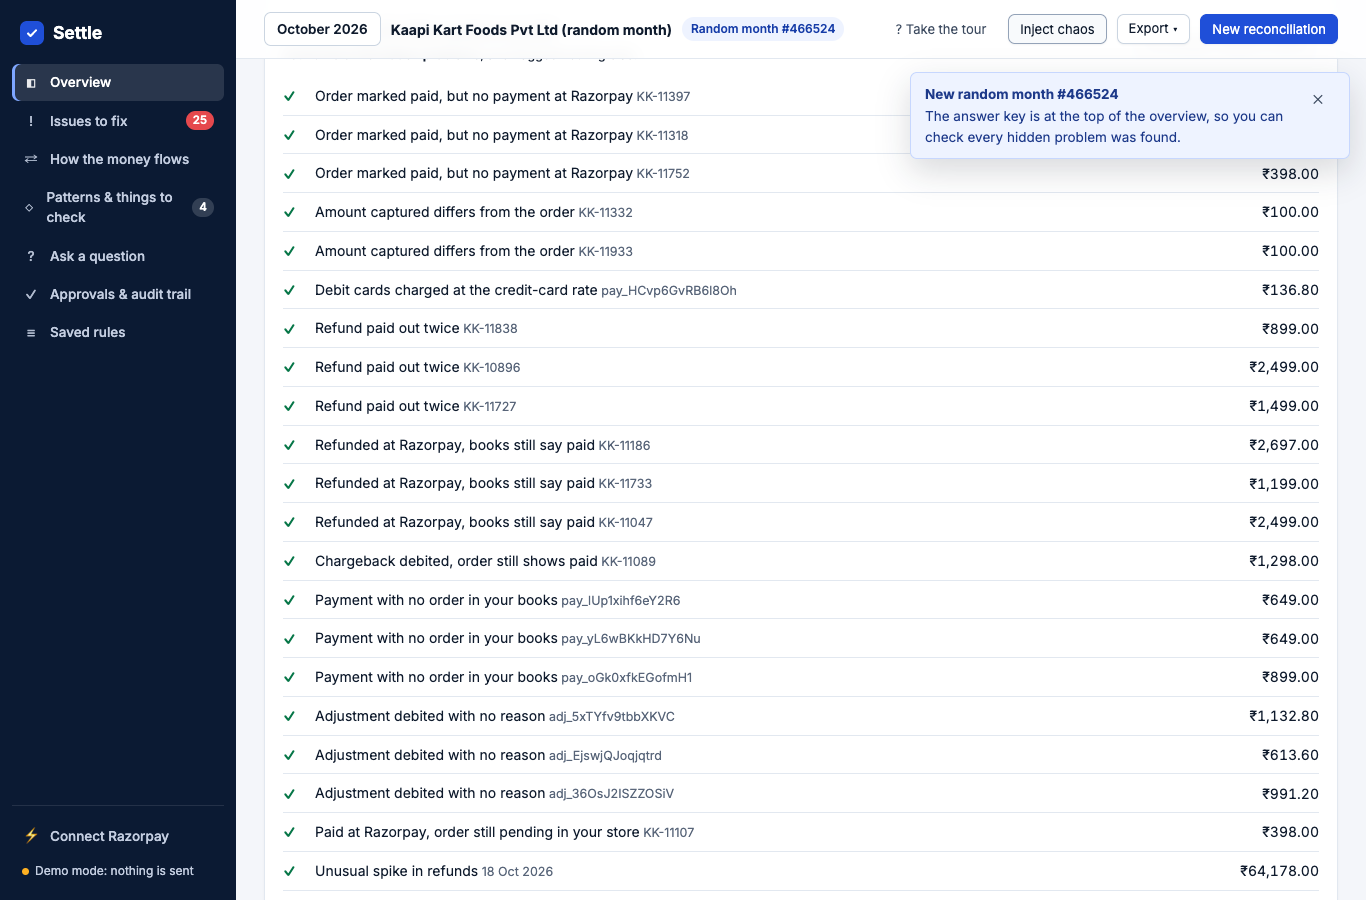 Settle
Overview
! Issues to fix 25
How the money flows
Patterns & things to check 4
? Ask a question
Approvals & audit trail
Saved rules
Connect Razorpay
Demo mode: nothing is sent
October 2026 Kaapi Kart Foods Pvt Ltd (random month) Random month #466524 ? Take the tour Inject chaos Export New reconciliation
New random month #466524
The answer key is at the top of the overview, so you can
check every hidden problem was found.
Order marked paid, but no payment at Razorpay KK-11397
Order marked paid, but no payment at Razorpay KK-11318
Order marked paid, but no payment at Razorpay KK-11752 ₹398.00
Amount captured differs from the order KK-11332 ₹100.00
Amount captured differs from the order KK-11933 ₹100.00
Debit cards charged at the credit-card rate pay_HCvp6GvRB6I8Oh ₹136.80
Refund paid out twice KK-11838 ₹899.00
Refund paid out twice KK-10896 ₹2,499.00
Refund paid out twice KK-11727 ₹1,499.00
Refunded at Razorpay, books still say paid KK-11186 ₹2,697.00
Refunded at Razorpay, books still say paid KK-11733 ₹1,199.00
Refunded at Razorpay, books still say paid KK-11047 ₹2,499.00
Chargeback debited, order still shows paid KK-11089 ₹1,298.00
Payment with no order in your books pay_IUp1xihf6eY2R6 ₹649.00
Payment with no order in your books pay_yL6wBKkHD7Y6Nu ₹649.00
Payment with no order in your books pay_oGk0xfkEGofmH1 ₹899.00
Adjustment debited with no reason adj_5xTYfv9tbbXKVC ₹1,132.80
Adjustment debited with no reason adj_EjswjQJoqjqtrd ₹613.60
Adjustment debited with no reason adj_36OsJ2ISZZOSiV ₹991.20
Paid at Razorpay, order still pending in your store KK-11107 ₹398.00
Unusual spike in refunds 18 Oct 2026 ₹64,178.00